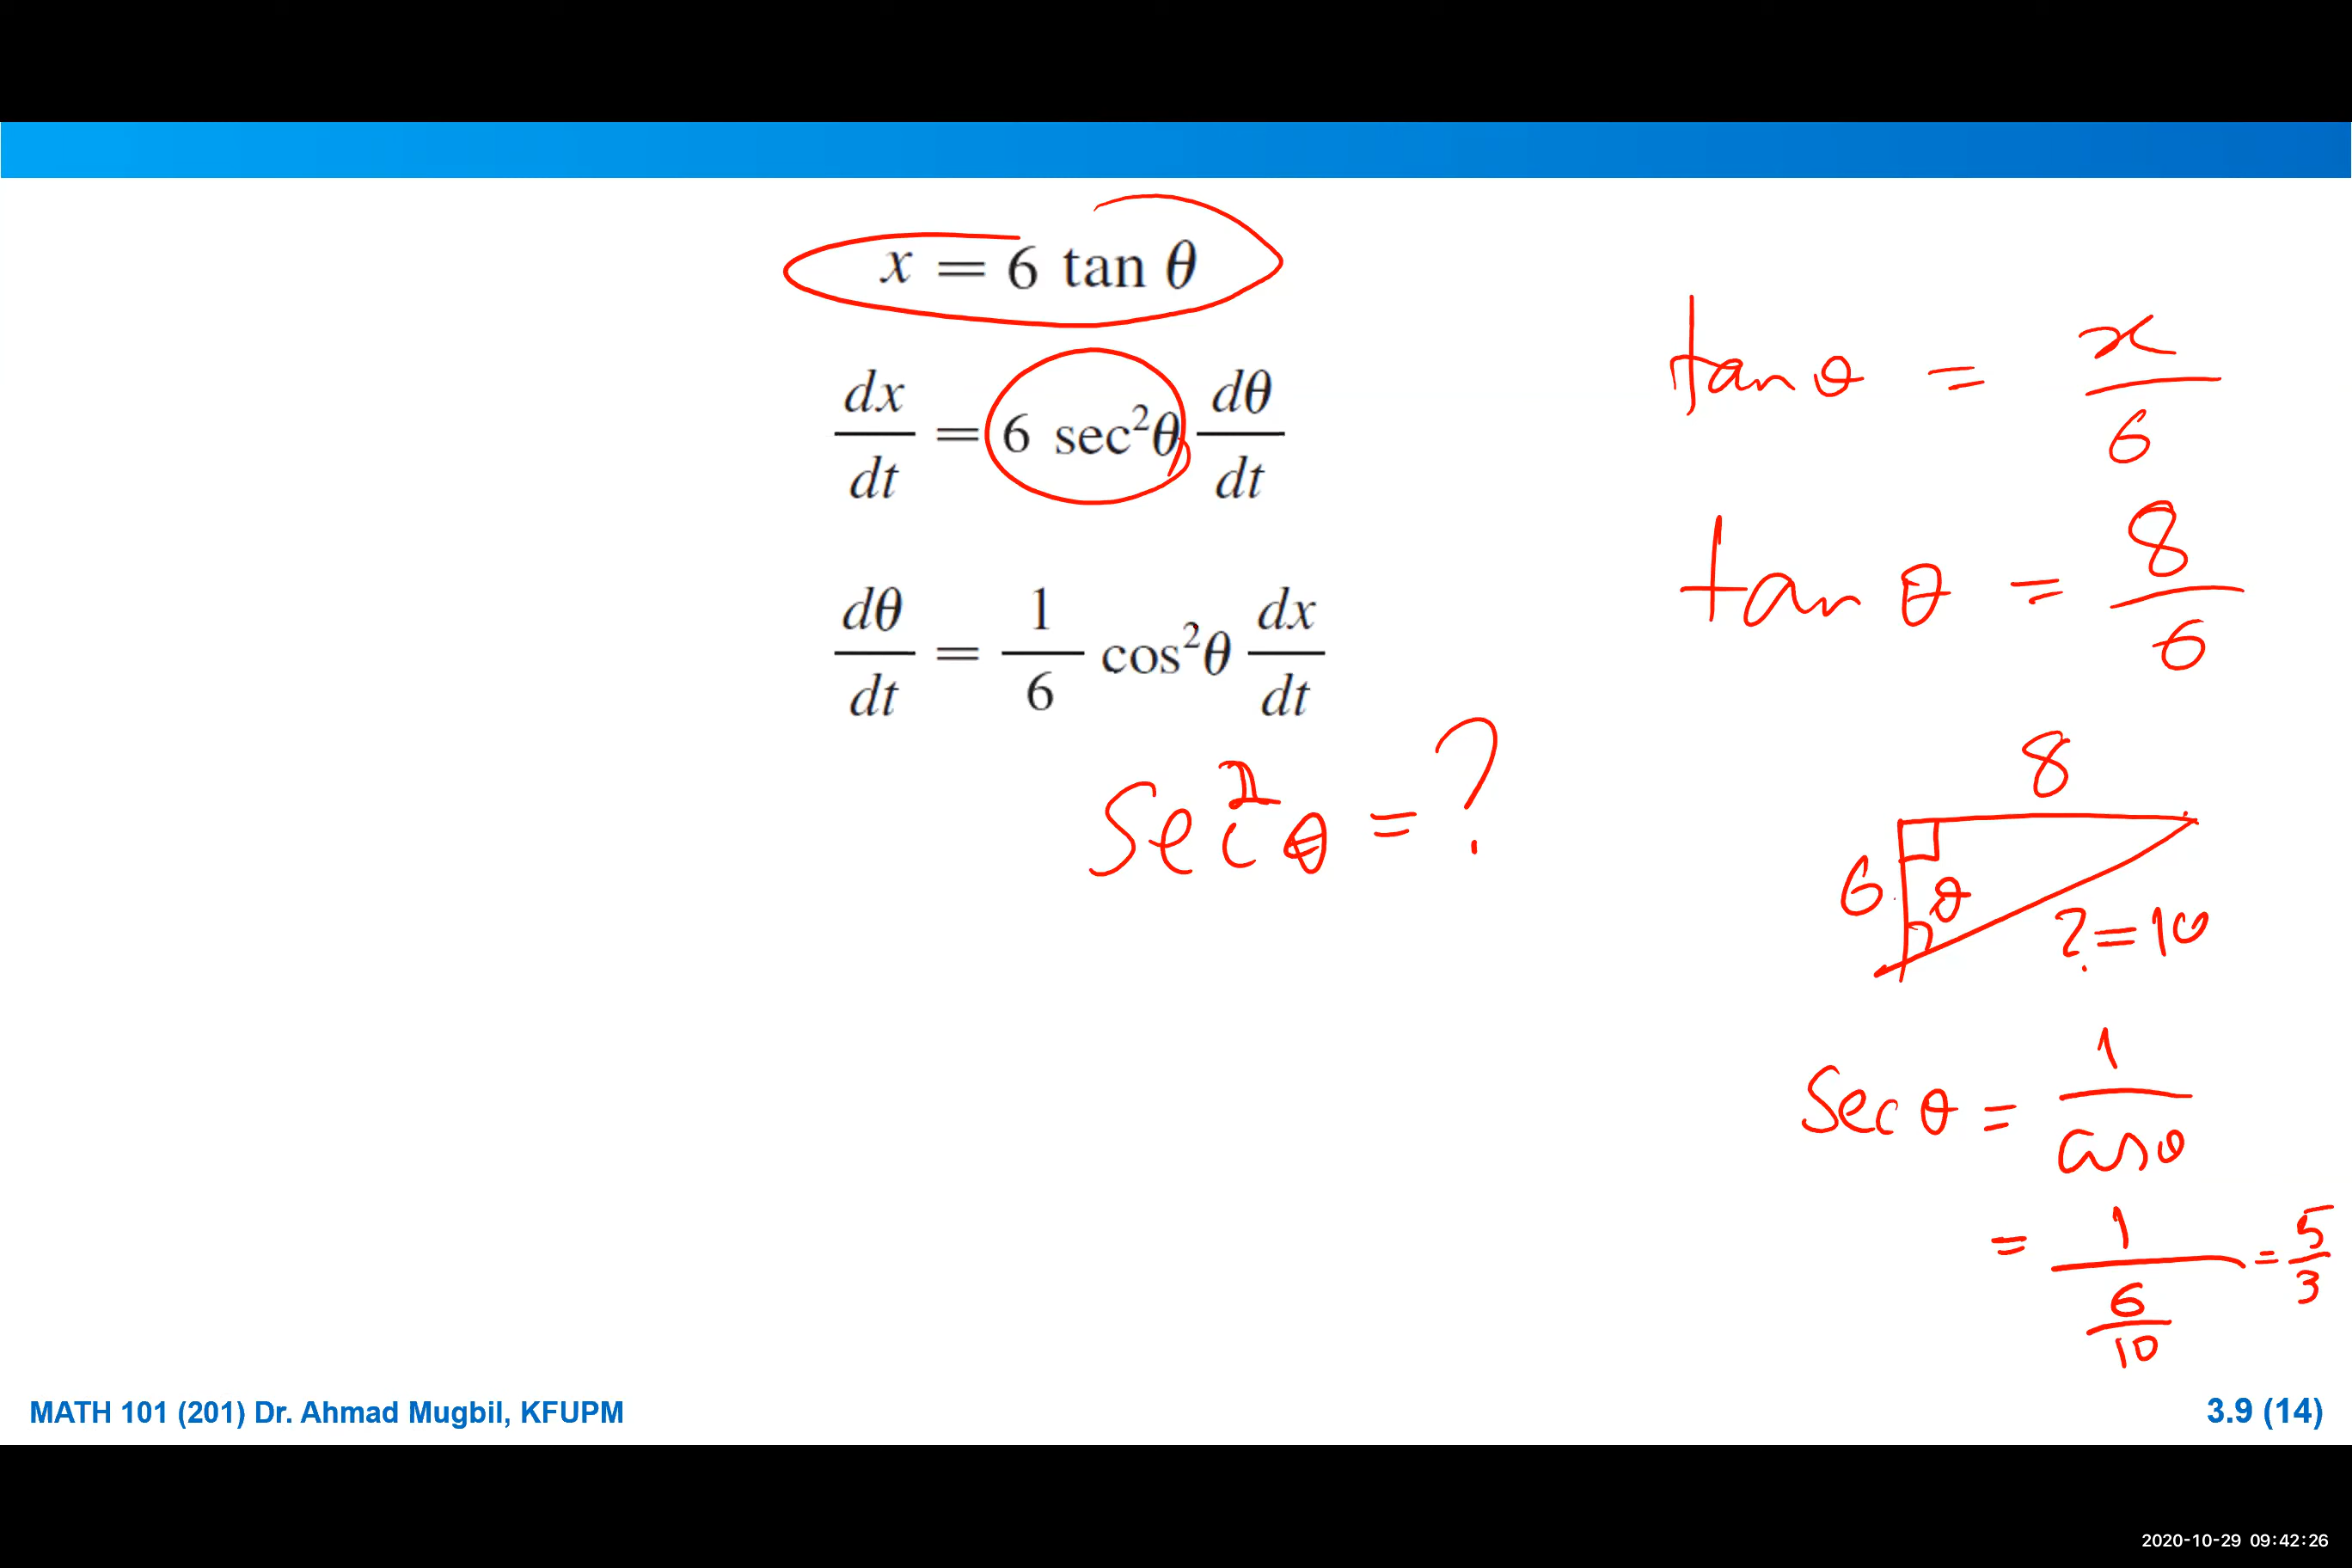 x = 6 tan θ
dx/dt = 6 sec²θ dθ/dt
dθ/dt = 1/6 cos²θ dx/dt
Sec²θ = ?
tan θ = x/6
tan θ = 8/6
8
6
θ
? = 10
Sec θ = 1/cosθ
= 1/(6/10) = 5/3
MATH 101 (201) Dr. Ahmad Mugbil, KFUPM
3.9 (14)
2020-10-29 09:42:26